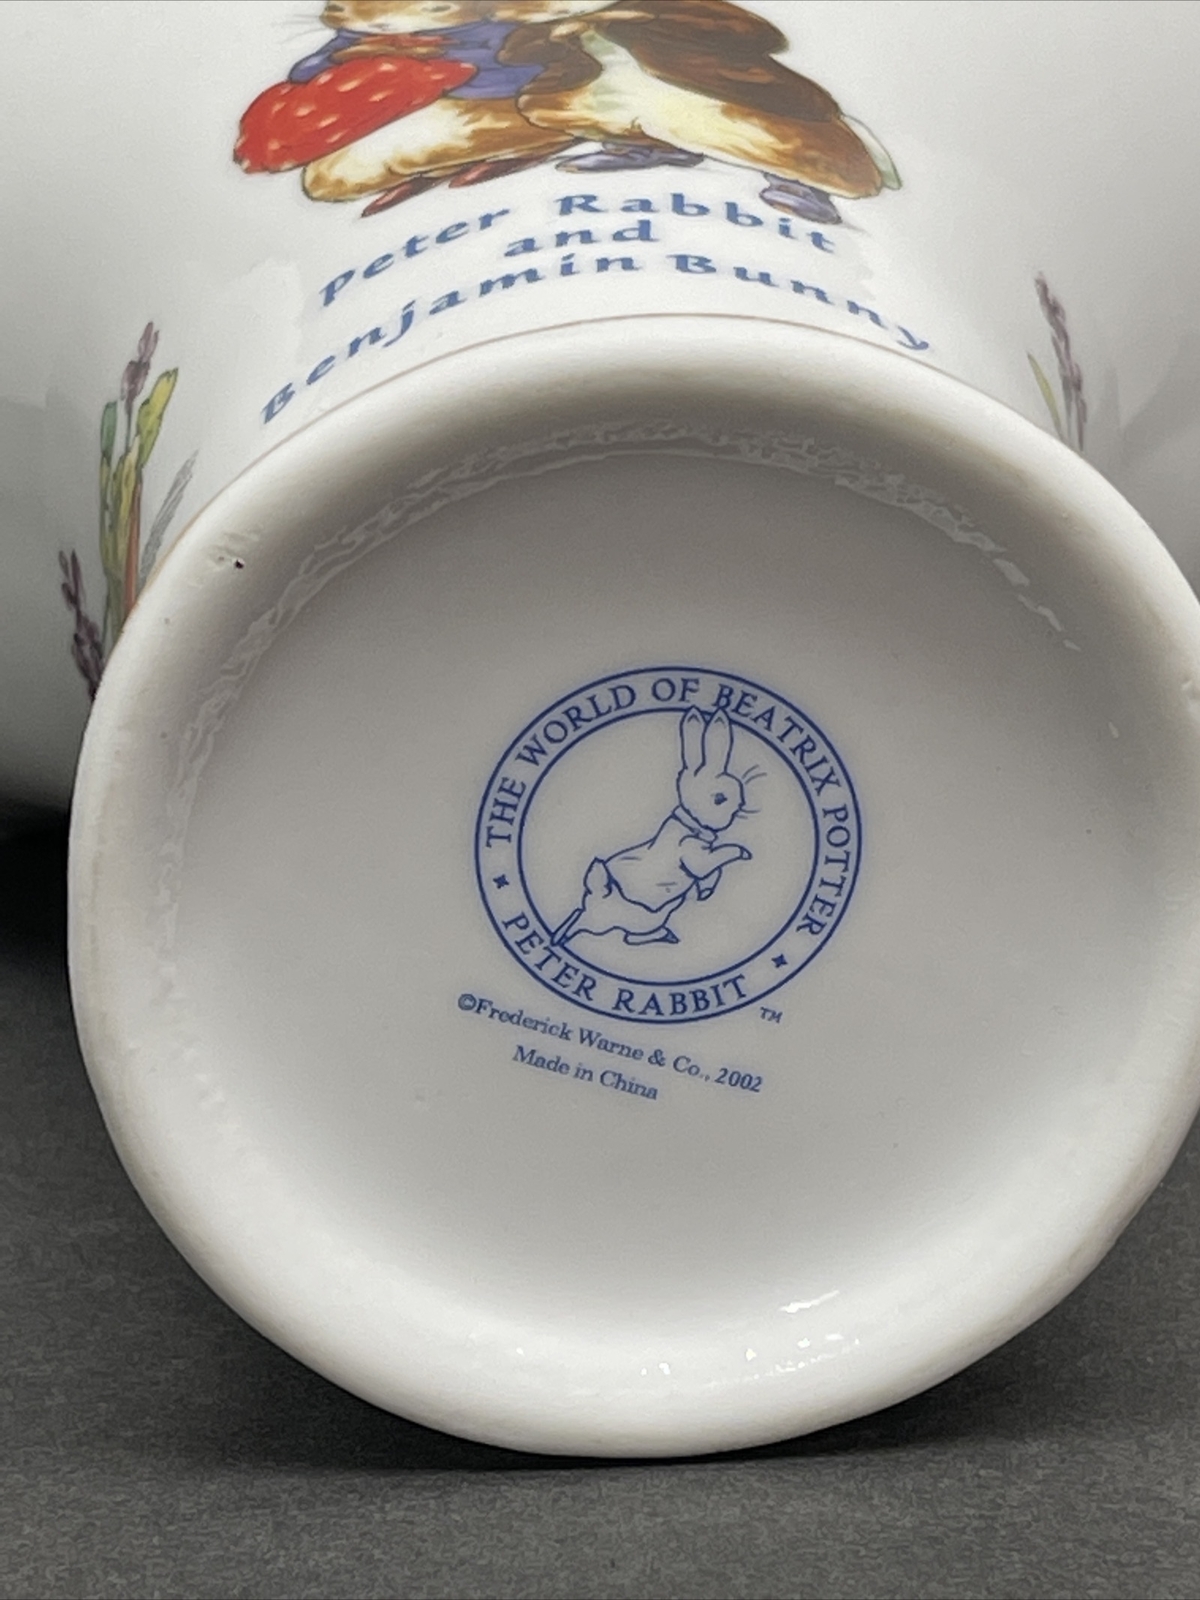 Peter Rabbit
and
Benjamin Bunny
THE WORLD OF BEATRIX POTTER
PETER RABBIT
TM
©Frederick Warne & Co., 2002
Made in China